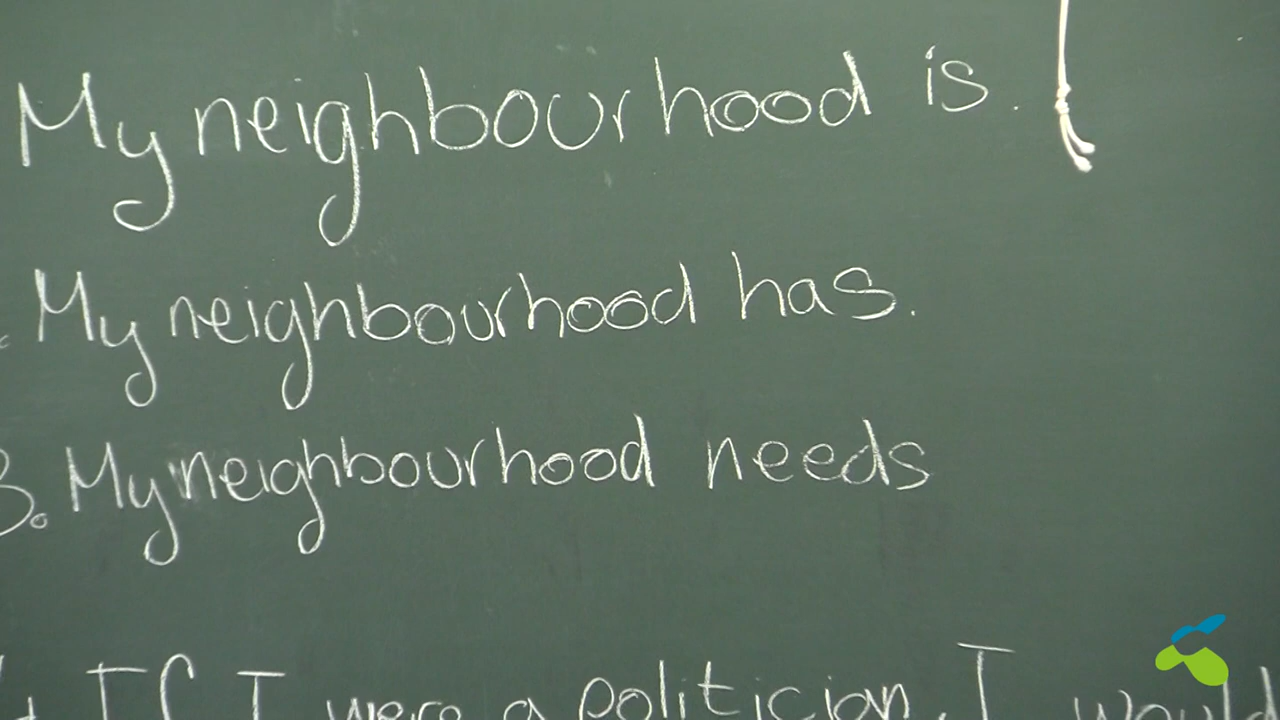 My neighbourhood is.
My neighbourhood has.
3. My neighbourhood needs
If I were a politician, I would